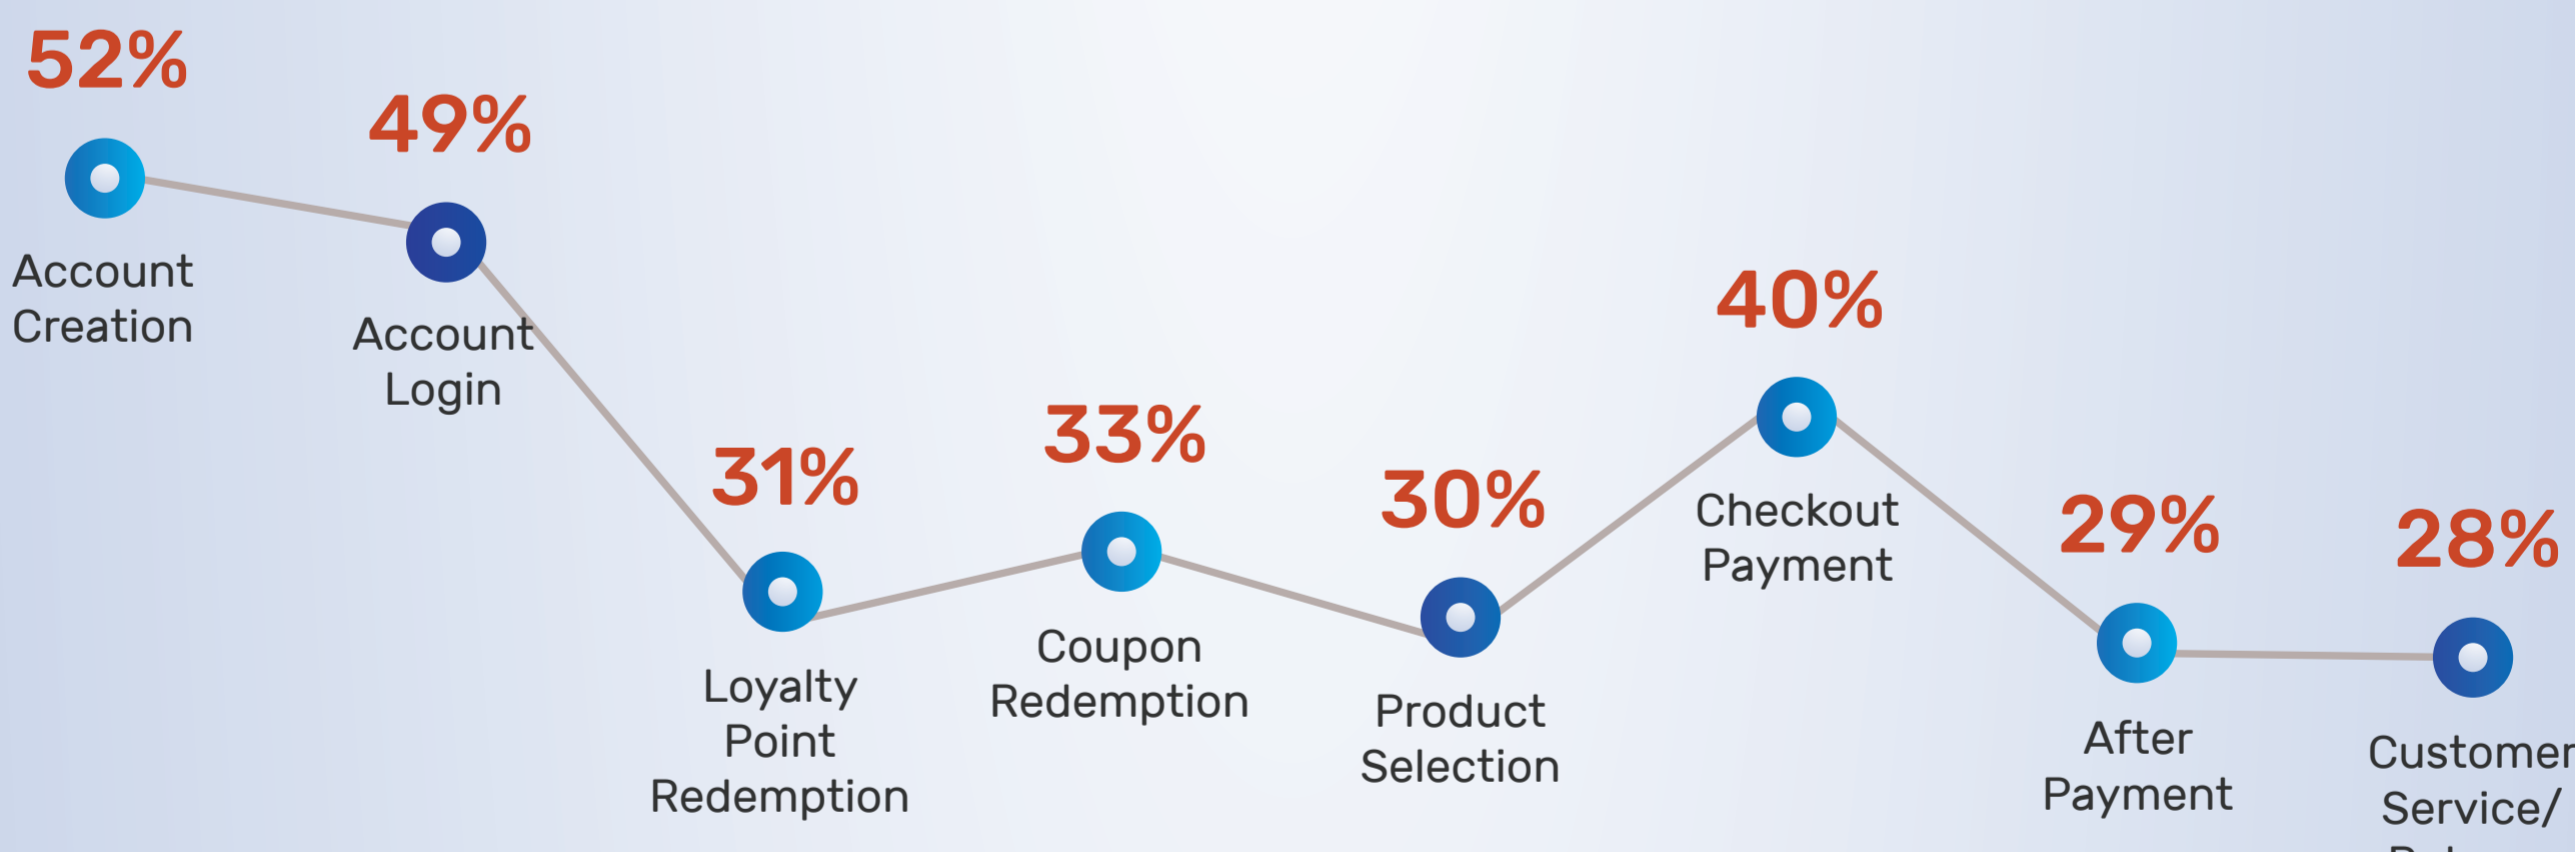 52%
Account
Creation
49%
Account
Login
31%
Loyalty
Point
Redemption
33%
Coupon
Redemption
30%
Product
Selection
40%
Checkout
Payment
29%
After
Payment
28%
Customer
Service/